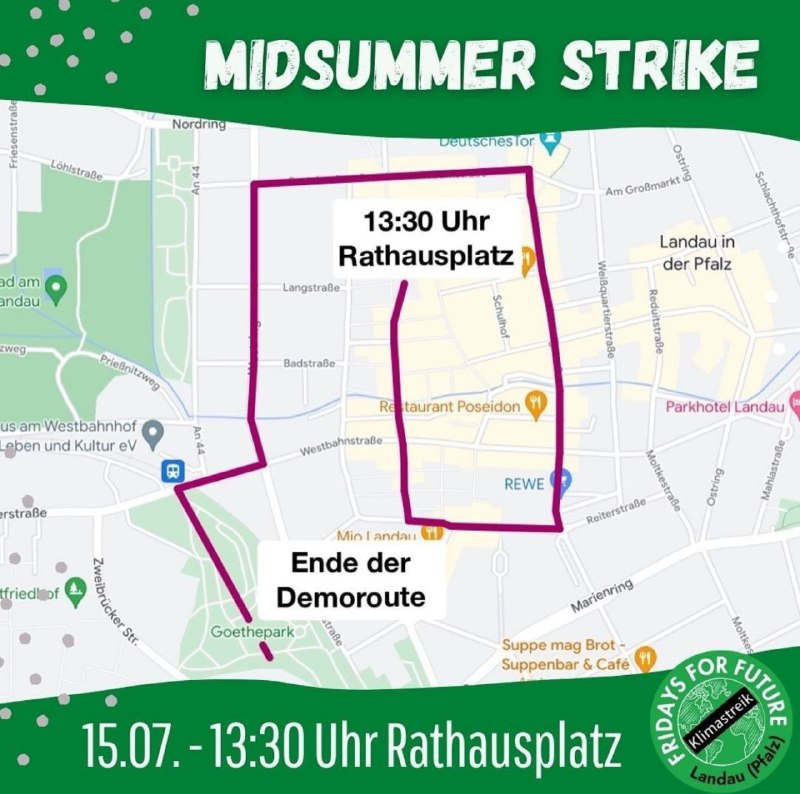 MIDSUMMER STRIKE
Nordring
DeutschesTor
Friesenstraße
Löhlstraße
An 44
Ostring
Am Großmarkt
Schlachthofstraße
13:30 Uhr
Rathausplatz
Landau in
der Pfalz
Langstraße
Schulhof
Weißquartierstraße
Reduitstraße
ad am
andau
zweg
Prießnitzweg
Badstraße
Restaurant Poseidon
Parkhotel Landau
us am Westbahnhof
Leben und Kultur eV
An 44
Westbahnstraße
REWE
Moltkestraße
Ostring
Mahlastraße
erstraße
Reiterstraße
Mio Landau
Ende der
Demoroute
Zweibrücker Str.
Marienring
tfriedhof
Goethepark
Suppe mag Brot -
Suppenbar & Café
15.07. - 13:30 Uhr Rathausplatz
FRIDAYS FOR FUTURE
Klimastreik
Landau (Pfalz)